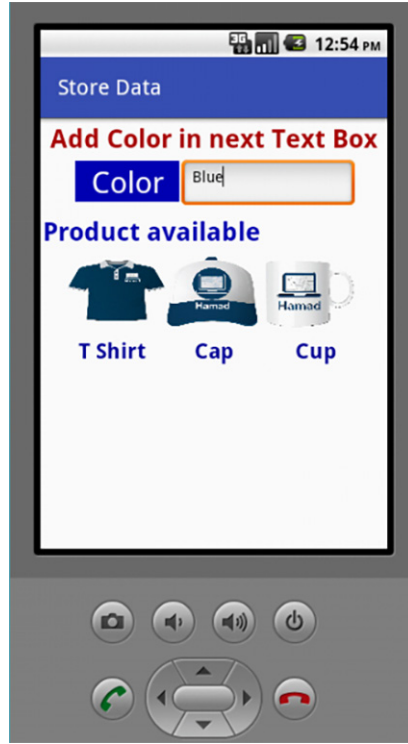 3G 12:54 PM
Store Data
Add Color in next Text Box
Color Blue
Product available
Hamad Hamad
T Shirt Cap Cup